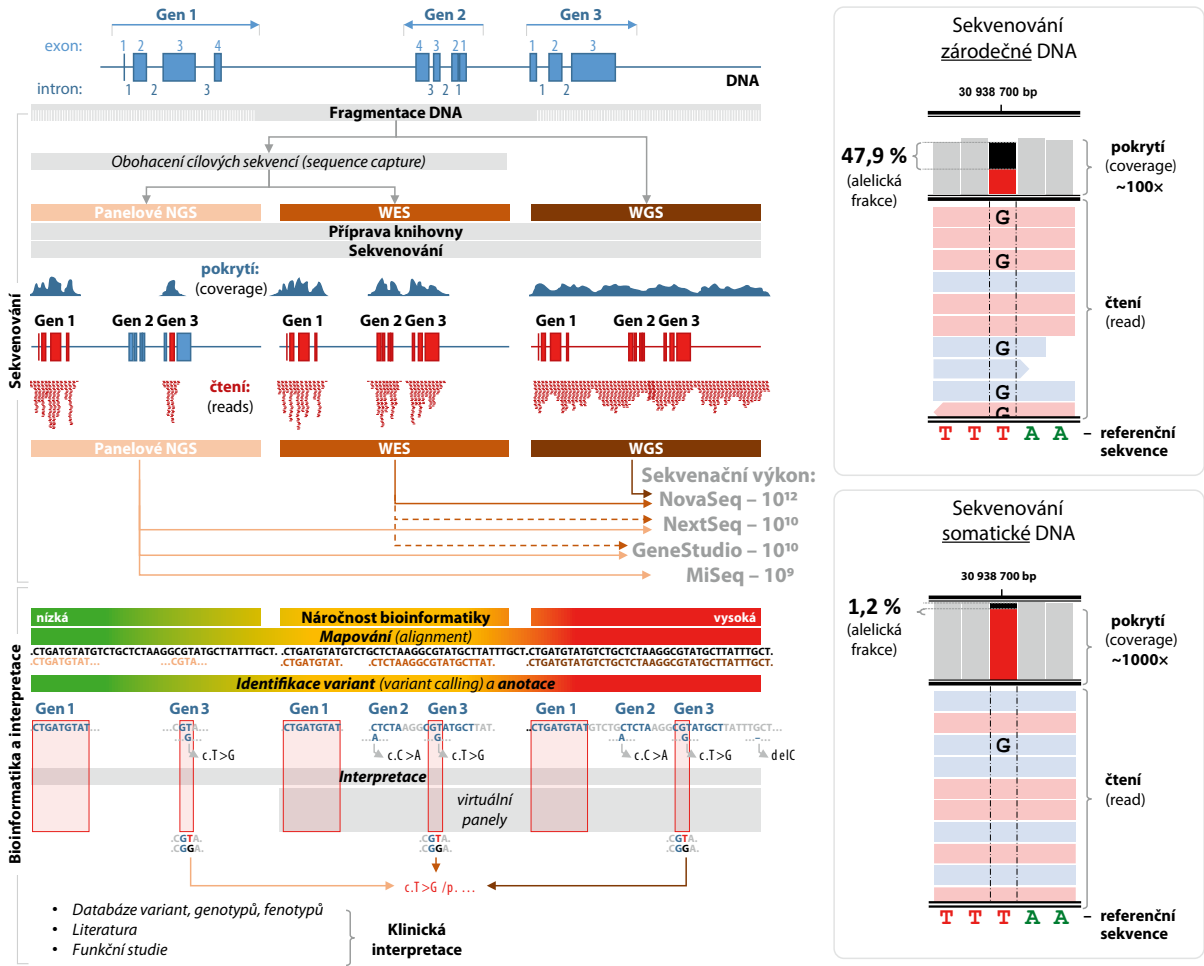 Gen 1 Gen 2 Gen 3
exon: 1 2 3 4 4 3 2 1 1 2 3
DNA
intron: 1 2 3 3 2 1 1 2
Fragmentace DNA
Obohacení cílových sekvencí (sequence capture)
Panelové NGS WES WGS
Příprava knihovny
Sekvenování
Sekvenování
pokrytí:
(coverage)
Gen 1 Gen 2 Gen 3 Gen 1 Gen 2 Gen 3 Gen 1 Gen 2 Gen 3
čtení:
(reads)
Panelové NGS WES WGS
Sekvenační výkon:
NovaSeq – 10¹²
NextSeq – 10¹⁰
GeneStudio – 10¹⁰
MiSeq – 10⁹
Bioinformatika a interpretace
nízká Náročnost bioinformatiky vysoká
Mapování (alignment)
.CTGATGTATGTCTGCTCTAAGGCGTATGCTTATTTGCT. .CTGATGTATGTCTGCTCTAAGGCGTATGCTTATTTGCT. CTGATGTATGTCTGCTCTAAGGCGTATGCTTATTTGCT.
.CTGATGTAT... ...CGTA... .CTGATGTAT. .CTCTAAGGCGTATGCTTAT. .CTGATGTATGTCTGCTCTAAGGCGTATGCTTATTTGCT.
Identifikace variant (variant calling) a anotace
Gen 1 Gen 3 Gen 1 Gen 2 Gen 3 Gen 1 Gen 2 Gen 3
.CTGATGTAT... ...CGTA... .CTGATGTAT. .CTCTAAGGCGTATGCTTAT. ..CTGATGTATGTCTGCTCTAAGGCGTATGCTTATTTGCT.
...G... A... ...G... ...A... ...G... ...–...
c.T>G c.C>A c.T>G c.C>A c.T>G delC
Interpretace
virtuální
panely
.CGTA. .CGTA. .CGTA.
.CGGA. .CGGA. .CGGA.
c.T>G /p. ...
• Databáze variant, genotypů, fenotypů
• Literatura
• Funkční studie
Klinická
interpretace
Sekvenování
zárodečné DNA
30 938 700 bp
47,9 %
(alelická
frakce)
pokrytí
(coverage)
~100×
G
G
čtení
(read)
G
G
G
T T T A A – referenční
sekvence
Sekvenování
somatické DNA
30 938 700 bp
1,2 %
(alelická
frakce)
pokrytí
(coverage)
~1000×
G
čtení
(read)
T T T A A – referenční
sekvence